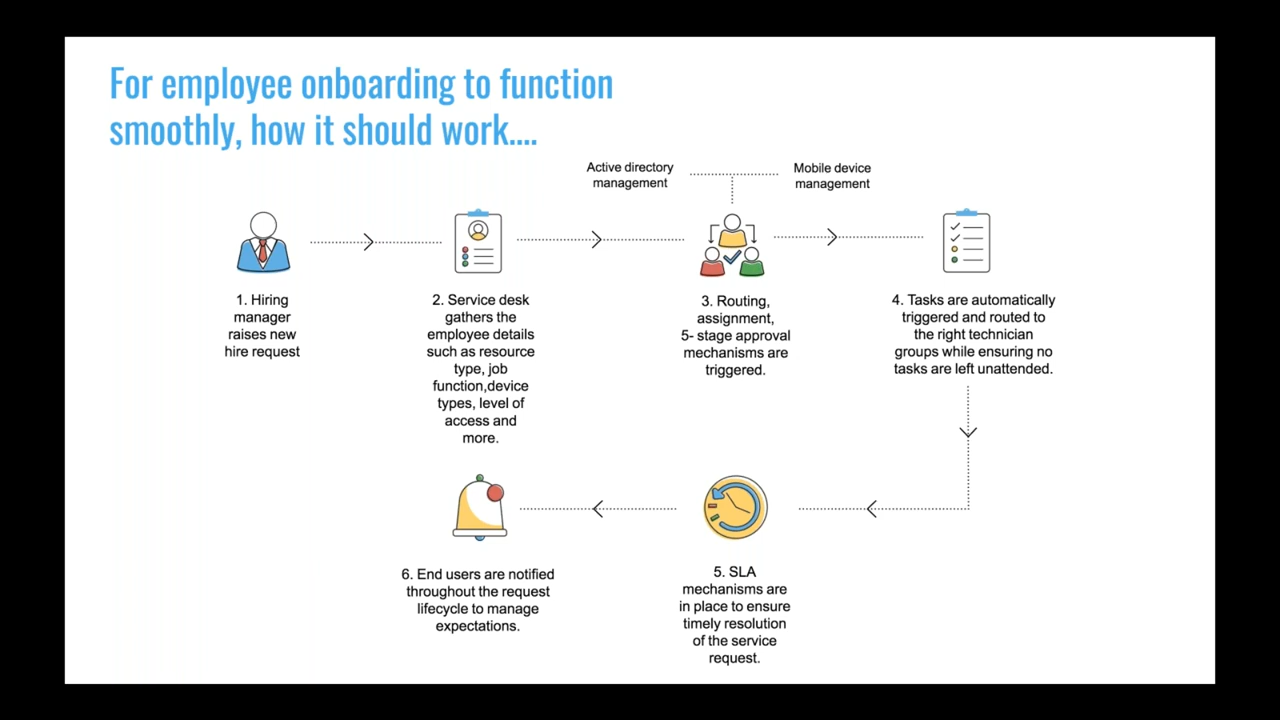 For employee onboarding to function
smoothly, how it should work....
Active directory
management
Mobile device
management
1. Hiring
manager
raises new
hire request
2. Service desk
gathers the
employee details
such as resource
type, job
function,device
types, level of
access and
more.
3. Routing,
assignment,
5- stage approval
mechanisms are
triggered.
4. Tasks are automatically
triggered and routed to
the right technician
groups while ensuring no
tasks are left unattended.
5. SLA
mechanisms are
in place to ensure
timely resolution
of the service
request.
6. End users are notified
throughout the request
lifecycle to manage
expectations.